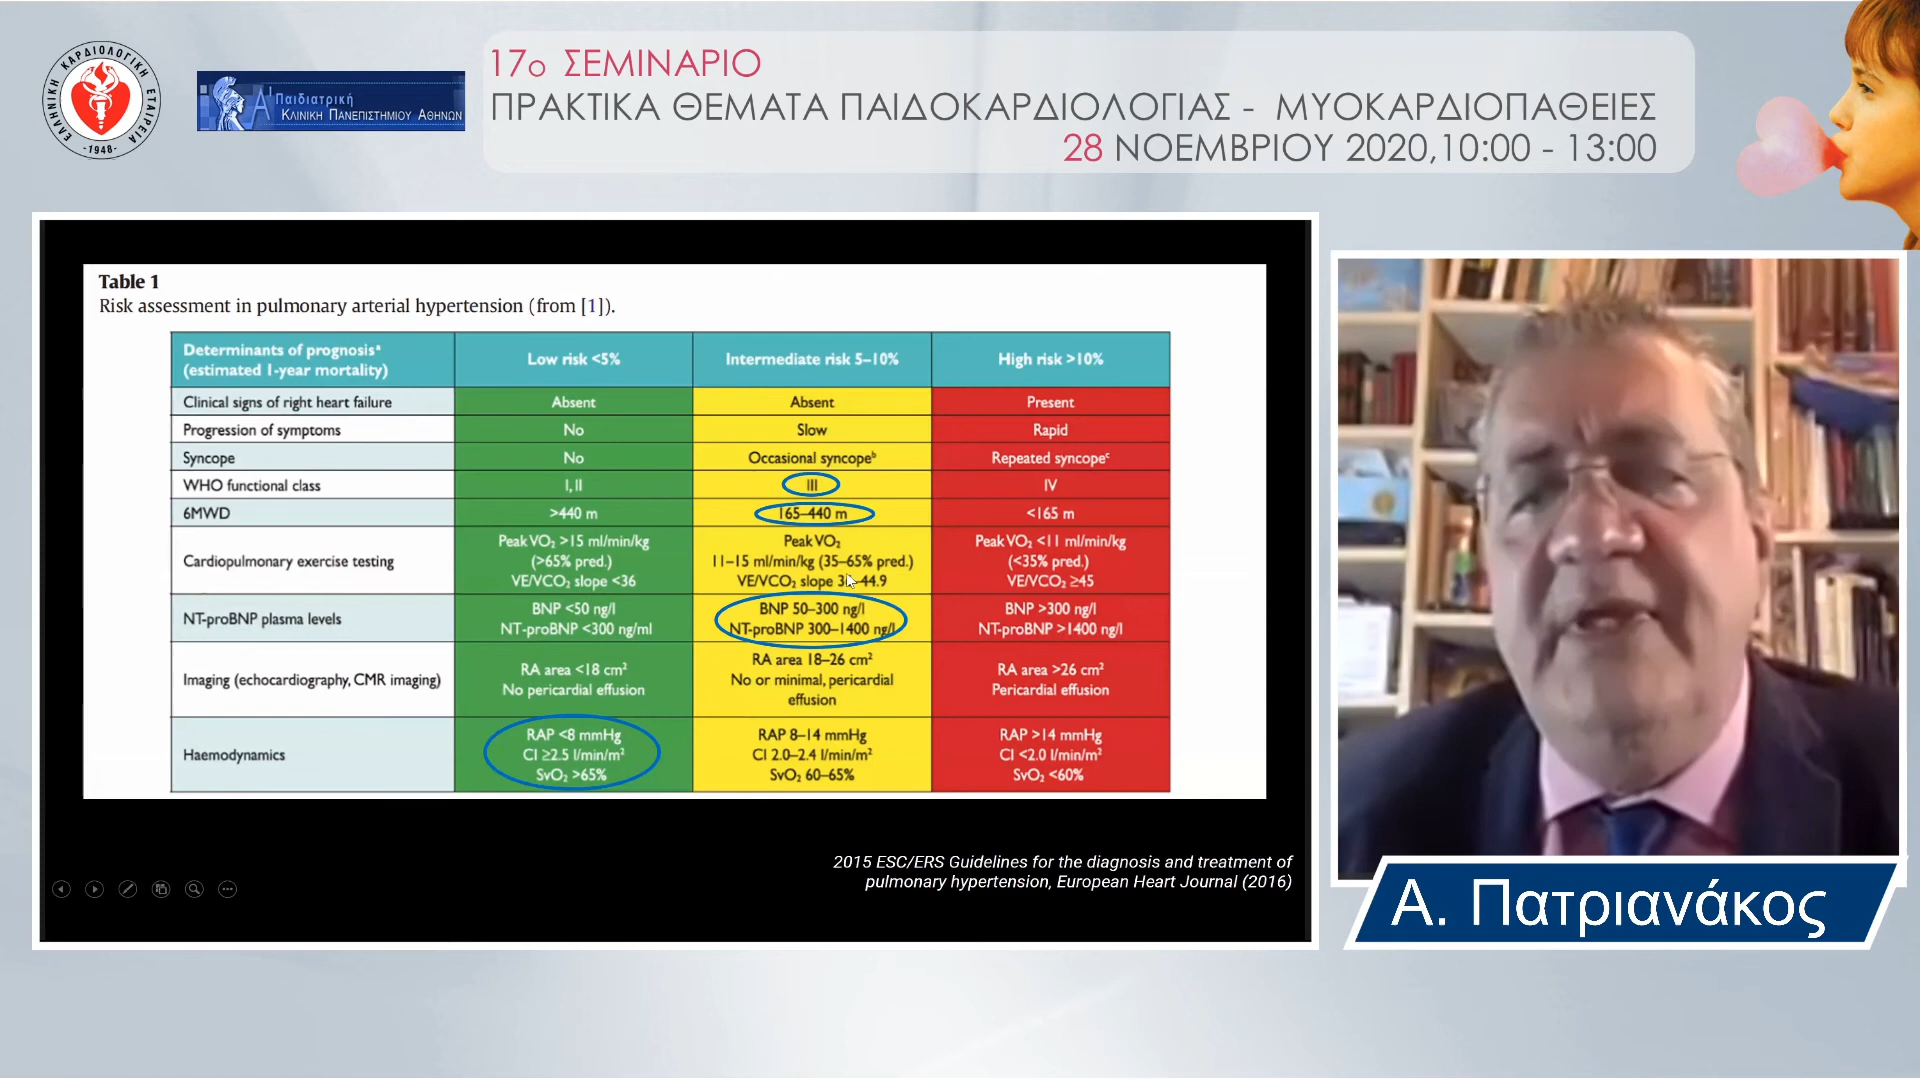 ΕΛΛΗΝΙΚΗ ΚΑΡΔΙΟΛΟΓΙΚΗ ΕΤΑΙΡΕΙΑ
-1948-
Α' Παιδιατρική
ΚΛΙΝΙΚΗ ΠΑΝΕΠΙΣΤΗΜΙΟΥ ΑΘΗΝΩΝ
17ο ΣΕΜΙΝΑΡΙΟ
ΠΡΑΚΤΙΚΑ ΘΕΜΑΤΑ ΠΑΙΔΟΚΑΡΔΙΟΛΟΓΙΑΣ - ΜΥΟΚΑΡΔΙΟΠΑΘΕΙΕΣ
28 ΝΟΕΜΒΡΙΟΥ 2020,10:00 - 13:00
Table 1
Risk assessment in pulmonary arterial hypertension (from [1]).
Determinants of prognosisᵃ
(estimated 1-year mortality)
Low risk <5%
Intermediate risk 5–10%
High risk >10%
Clinical signs of right heart failure
Absent
Absent
Present
Progression of symptoms
No
Slow
Rapid
Syncope
No
Occasional syncopeᵇ
Repeated syncopeᶜ
WHO functional class
I, II
III
IV
6MWD
>440 m
165–440 m
<165 m
Cardiopulmonary exercise testing
Peak VO₂ >15 ml/min/kg
(>65% pred.)
VE/VCO₂ slope <36
Peak VO₂
11–15 ml/min/kg (35–65% pred.)
VE/VCO₂ slope 36–44.9
Peak VO₂ <11 ml/min/kg
(<35% pred.)
VE/VCO₂ ≥45
NT-proBNP plasma levels
BNP <50 ng/l
NT-proBNP <300 ng/ml
BNP 50–300 ng/l
NT-proBNP 300–1400 ng/l
BNP >300 ng/l
NT-proBNP >1400 ng/l
Imaging (echocardiography, CMR imaging)
RA area <18 cm²
No pericardial effusion
RA area 18–26 cm²
No or minimal, pericardial
effusion
RA area >26 cm²
Pericardial effusion
Haemodynamics
RAP <8 mmHg
CI ≥2.5 l/min/m²
SvO₂ >65%
RAP 8–14 mmHg
CI 2.0–2.4 l/min/m²
SvO₂ 60–65%
RAP >14 mmHg
CI <2.0 l/min/m²
SvO₂ <60%
2015 ESC/ERS Guidelines for the diagnosis and treatment of
pulmonary hypertension, European Heart Journal (2016)
Α. Πατριανάκος